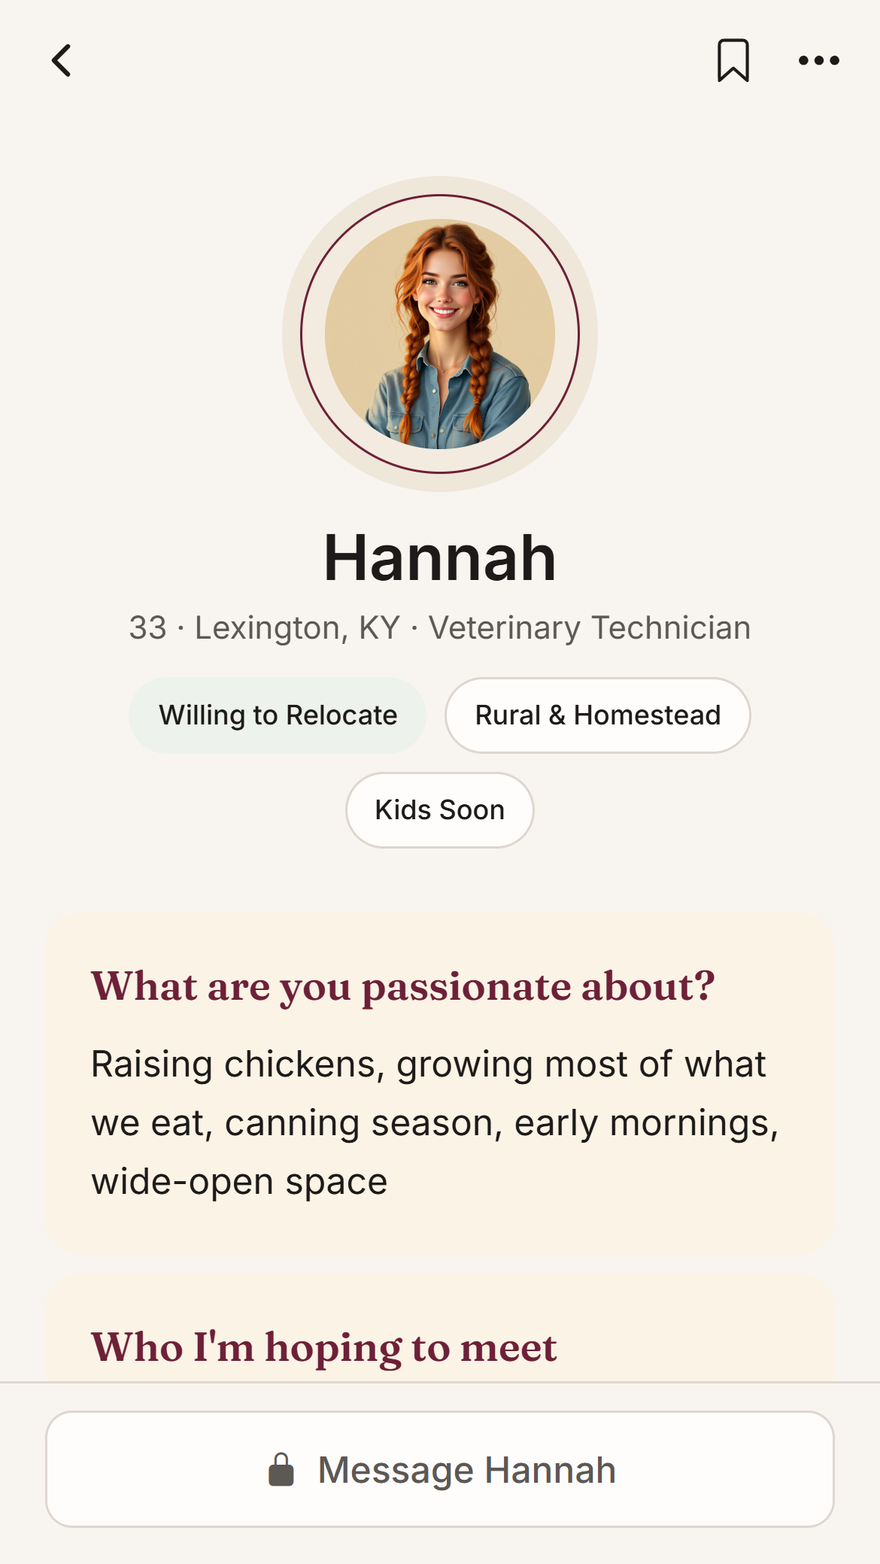 Hannah
33 · Lexington, KY · Veterinary Technician
Willing to Relocate
Rural & Homestead
Kids Soon
What are you passionate about?
Raising chickens, growing most of what
we eat, canning season, early mornings,
wide-open space
Who I'm hoping to meet
Message Hannah